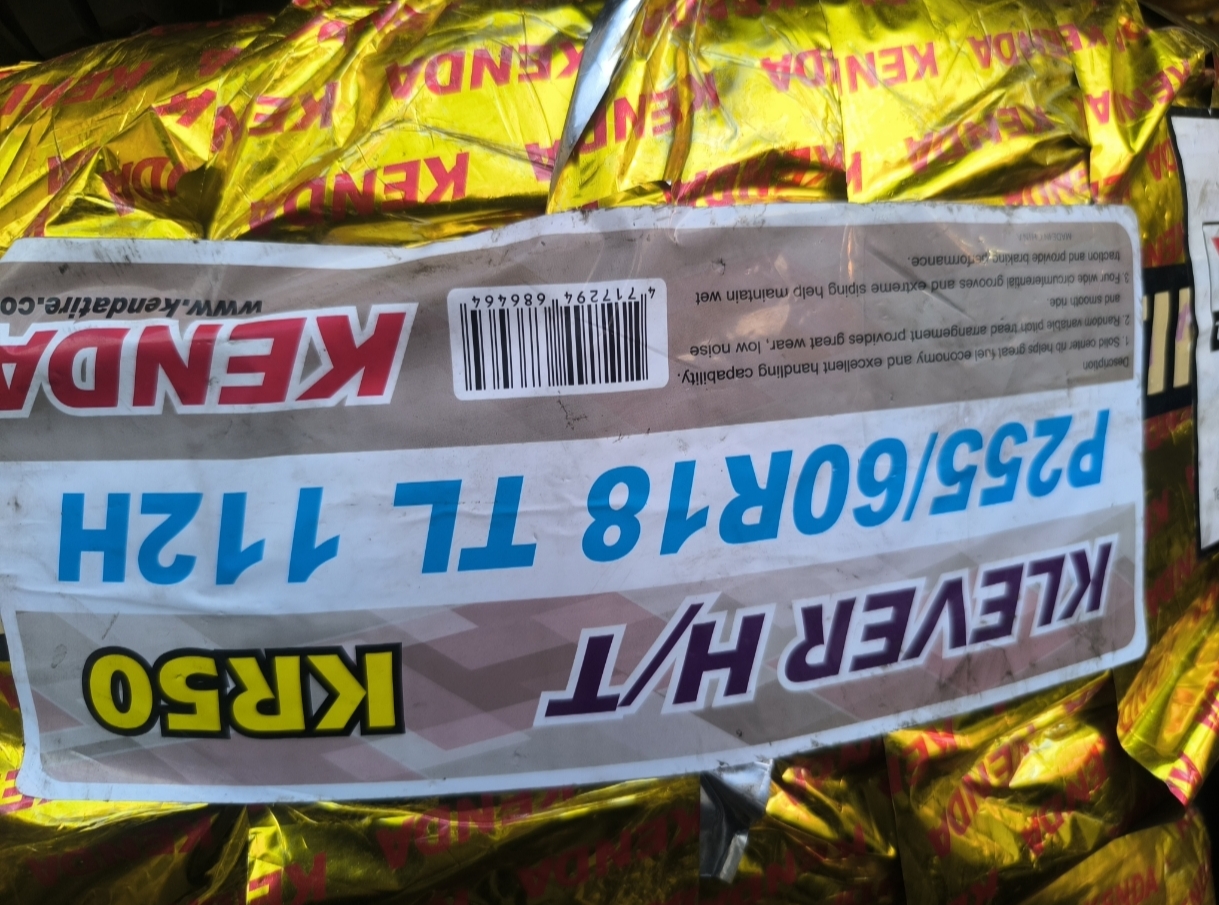 KLEVER H/T KR50
P255/60R18 TL 112H
Description
1. Solid center rib helps great fuel economy and excellent handling capability.
2. Random variable pitch tread arrangement provides great wear, low noise
and smooth ride.
3. Four wide circumferential grooves and extreme siping help maintain wet
traction and provide braking performance.
4 717294 686464
KENDA
www.kendatire.co